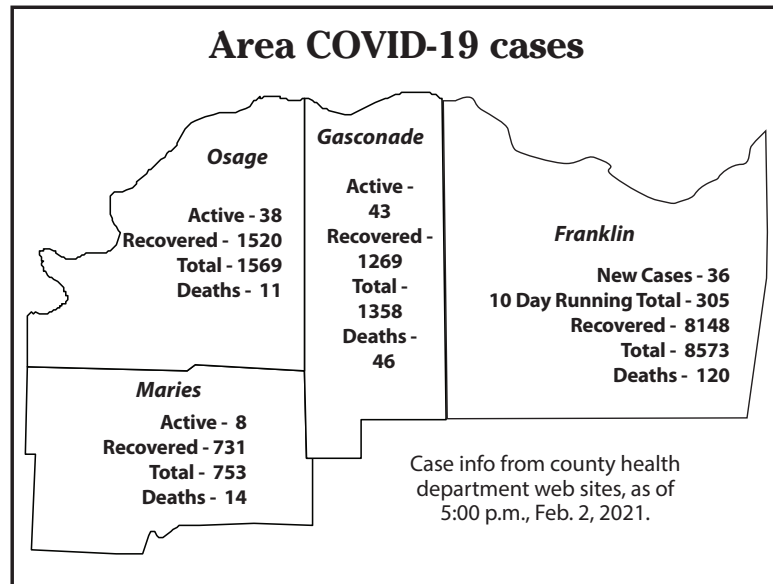 Area COVID-19 cases
Osage
Active - 38
Recovered - 1520
Total - 1569
Deaths - 11
Gasconade
Active -
43
Recovered -
1269
Total -
1358
Deaths -
46
Franklin
New Cases - 36
10 Day Running Total - 305
Recovered - 8148
Total - 8573
Deaths - 120
Maries
Active - 8
Recovered - 731
Total - 753
Deaths - 14
Case info from county health
department web sites, as of
5:00 p.m., Feb. 2, 2021.